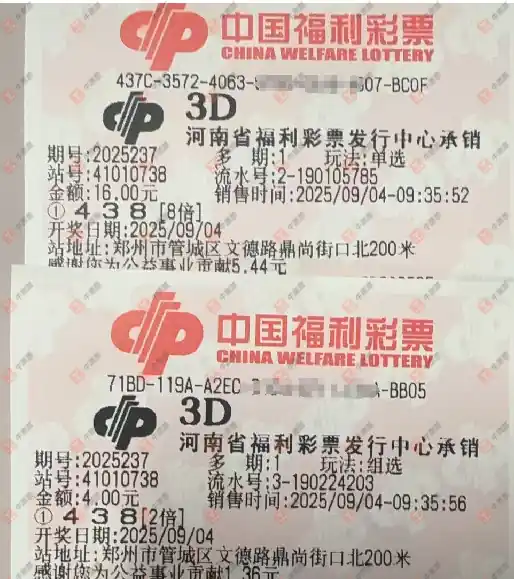 中国福利彩票
CHINA WELFARE LOTTERY
437C-3572-4063- 607-BC0F
3D
河南省福利彩票发行中心承销
期号:2025237 多 期:1 玩法:单选
站号:41010738 流水号:2-190105785
金额:16.00元 销售时间:2025/09/04-09:35:52
① 4 3 8 [8倍]
开奖日期:2025/09/04
站地址:郑州市管城区文德路鼎尚街口北200米
感谢您为公益事业贡献5.44元
中国福利彩票
CHINA WELFARE LOTTERY
71BD-119A-A2EC -BB05
3D
河南省福利彩票发行中心承销
期号:2025237 多 期:1 玩法:组选
站号:41010738 流水号:3-190224203
金额:4.00元 销售时间:2025/09/04-09:35:56
① 4 3 8 [2倍]
开奖日期:2025/09/04
站地址:郑州市管城区文德路鼎尚街口北200米
感谢您为公益事业贡献1.36元